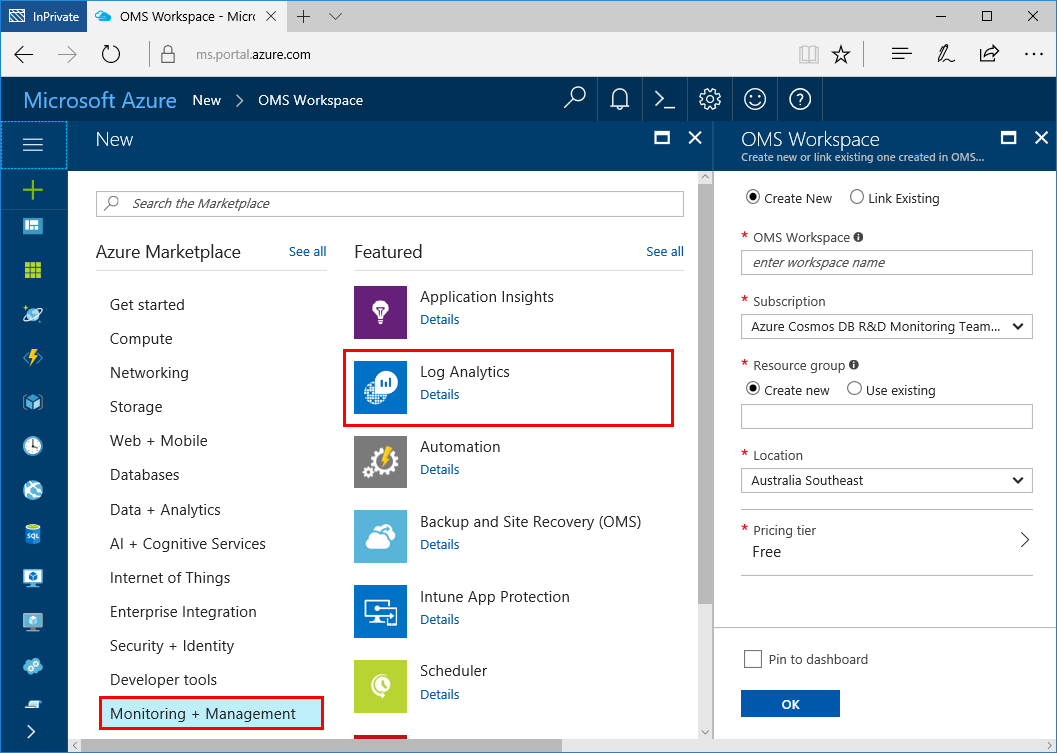 InPrivate
OMS Workspace - Micr
ms.portal.azure.com
Microsoft Azure New OMS Workspace
New
Search the Marketplace
Azure Marketplace See all
Get started
Compute
Networking
Storage
Web + Mobile
Databases
Data + Analytics
AI + Cognitive Services
Internet of Things
Enterprise Integration
Security + Identity
Developer tools
Monitoring + Management
Featured See all
Application Insights
Details
Log Analytics
Details
Automation
Details
Backup and Site Recovery (OMS)
Details
Intune App Protection
Details
Scheduler
Details
SQL
OMS Workspace
Create new or link existing one created in OMS...
Create New Link Existing
* OMS Workspace
enter workspace name
* Subscription
Azure Cosmos DB R&D Monitoring Team...
* Resource group
Create new Use existing
* Location
Australia Southeast
* Pricing tier
Free
Pin to dashboard
OK